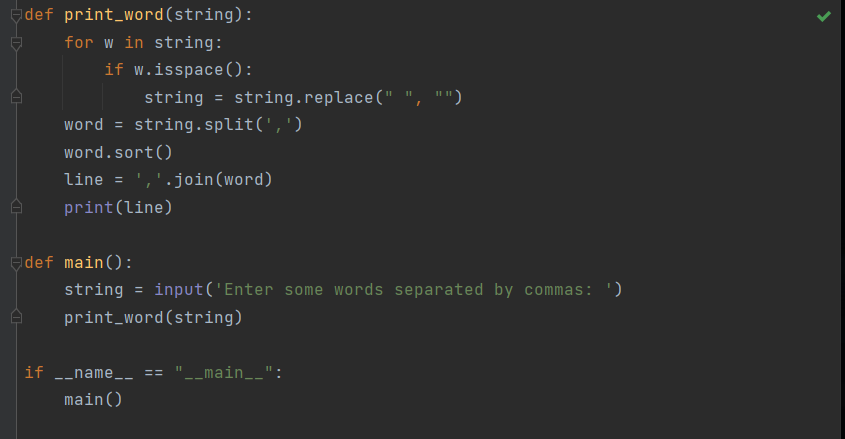 def print_word(string):
    for w in string:
        if w.isspace():
            string = string.replace(" ", "")
    word = string.split(',')
    word.sort()
    line = ','.join(word)
    print(line)

def main():
    string = input('Enter some words separated by commas: ')
    print_word(string)

if __name__ == "__main__":
    main()